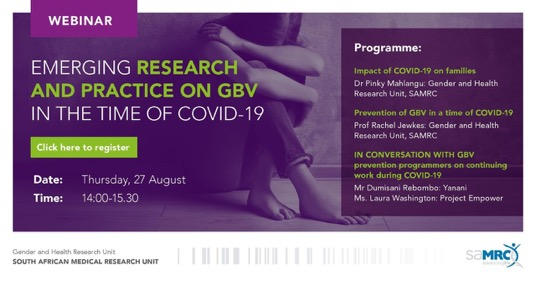 WEBINAR
EMERGING RESEARCH
AND PRACTICE ON GBV
IN THE TIME OF COVID-19
Click here to register
Date: Thursday, 27 August
Time: 14:00-15.30
Programme:
Impact of COVID-19 on families
Dr Pinky Mahlangu: Gender and Health
Research Unit, SAMRC
Prevention of GBV in a time of COVID-19
Prof Rachel Jewkes: Gender and Health
Research Unit, SAMRC
IN CONVERSATION WITH GBV
prevention programmers on continuing
work during COVID-19
Mr Dumisani Rebombo: Yanani
Ms. Laura Washington: Project Empower
Gender and Health Research Unit
SOUTH AFRICAN MEDICAL RESEARCH UNIT
saMRC